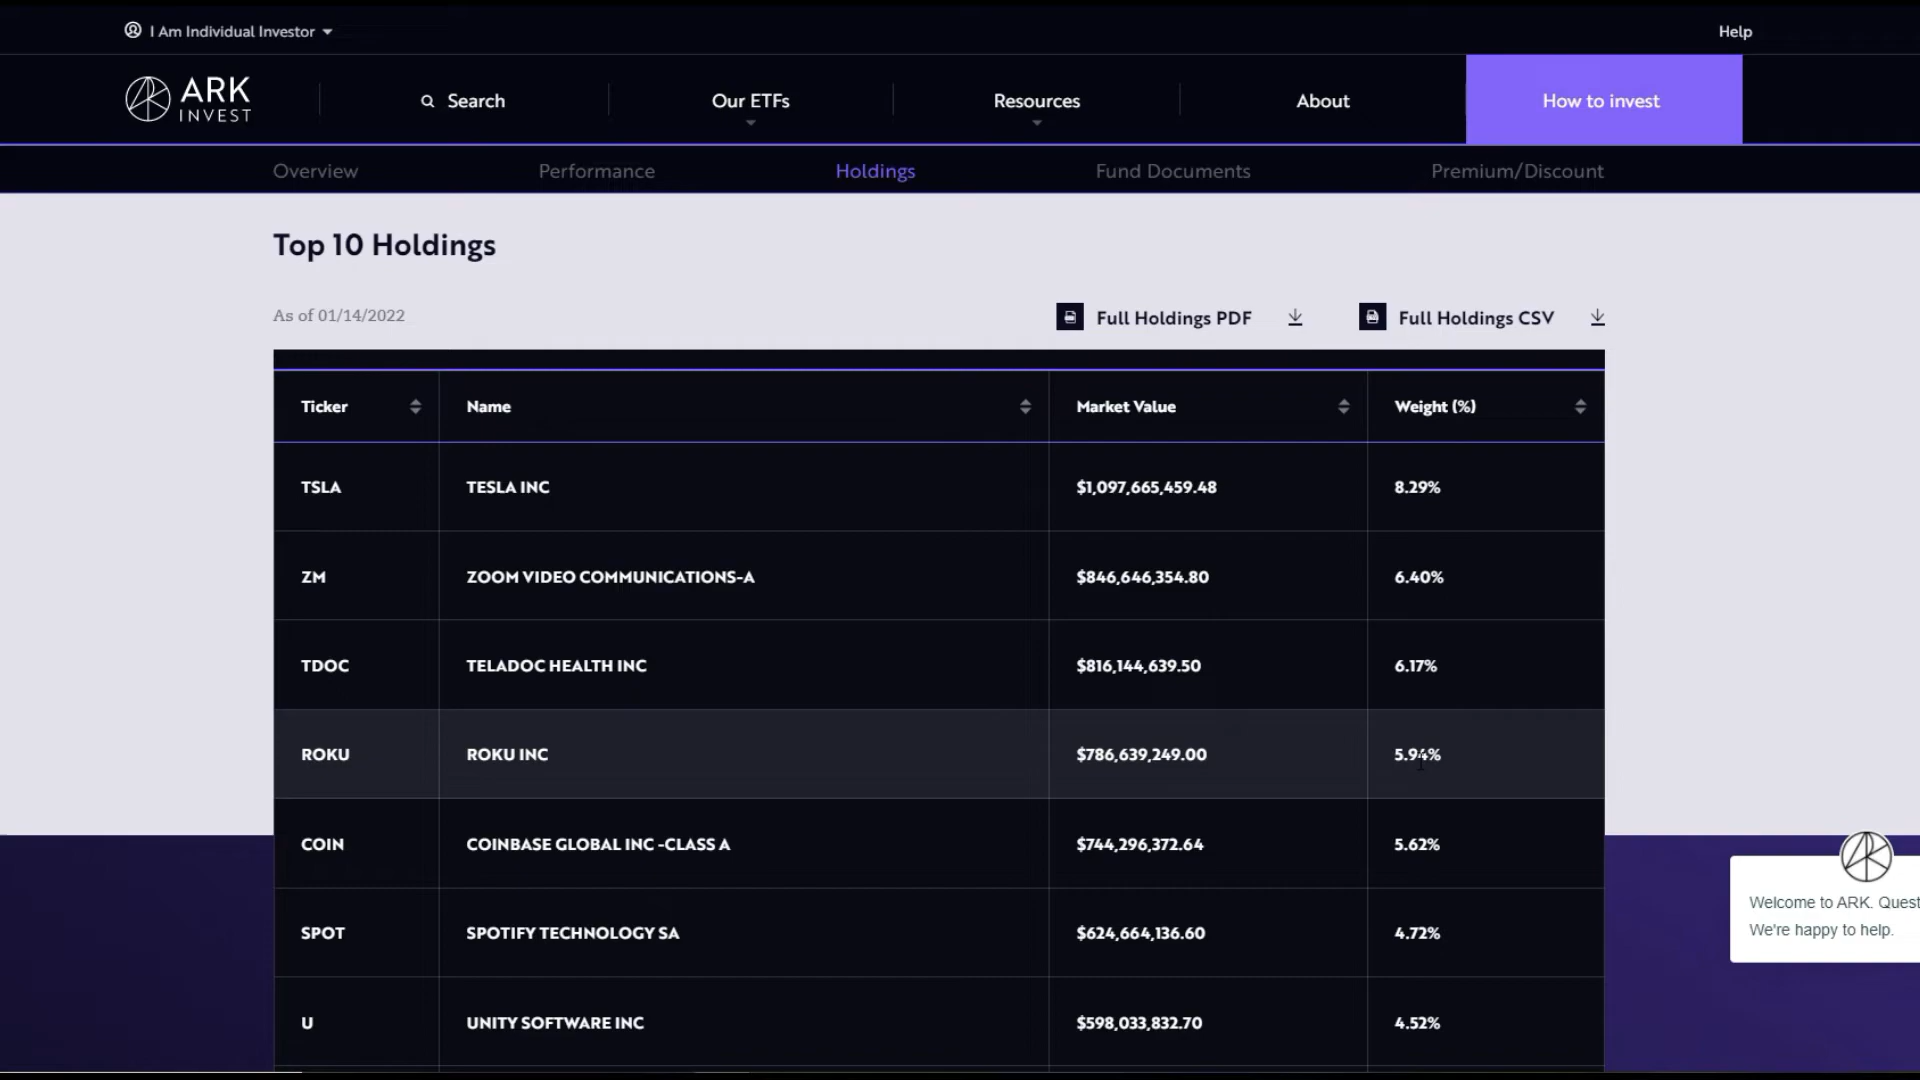 I Am Individual Investor
Help
ARK INVEST
Search
Our ETFs
Resources
About
How to invest
Overview
Performance
Holdings
Fund Documents
Premium/Discount
Top 10 Holdings
As of 01/14/2022
Full Holdings PDF
Full Holdings CSV
Ticker Name Market Value Weight (%)
TSLA TESLA INC $1,097,665,459.48 8.29%
ZM ZOOM VIDEO COMMUNICATIONS-A $846,646,354.80 6.40%
TDOC TELADOC HEALTH INC $816,144,639.50 6.17%
ROKU ROKU INC $786,639,249.00 5.94%
COIN COINBASE GLOBAL INC -CLASS A $744,296,372.64 5.62%
SPOT SPOTIFY TECHNOLOGY SA $624,664,136.60 4.72%
U UNITY SOFTWARE INC $598,033,832.70 4.52%
Welcome to ARK. Quest
We're happy to help.